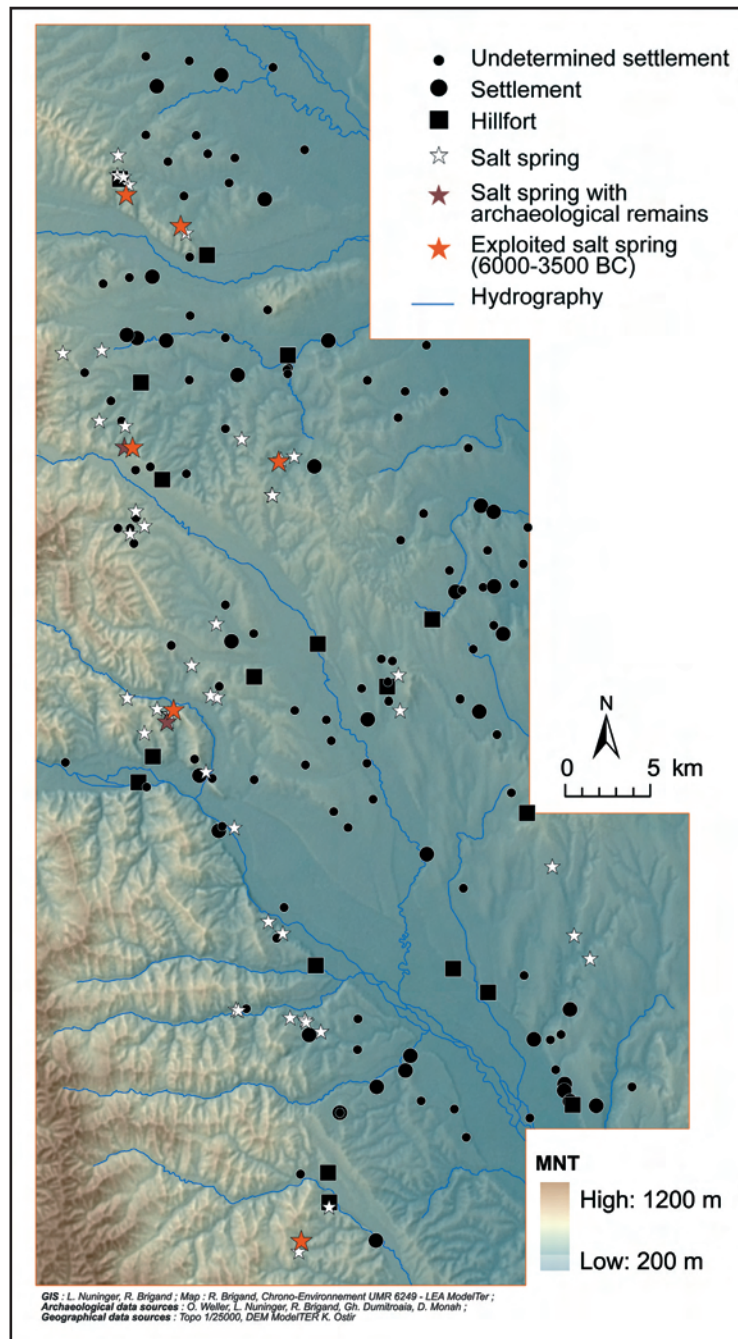 Undetermined settlement
Settlement
Hillfort
Salt spring
Salt spring with
archaeological remains
Exploited salt spring
(6000-3500 BC)
Hydrography
N
0 5 km
MNT
High: 1200 m
Low: 200 m
GIS : L. Nuninger, R. Brigand ; Map : R. Brigand, Chrono-Environnement UMR 6249 - LEA ModelTer ;
Archaeological data sources : O. Weller, L. Nuninger, R. Brigand, Gh. Dumitroaia, D. Monah ;
Geographical data sources : Topo 1/25000, DEM ModelTER K. Ostir